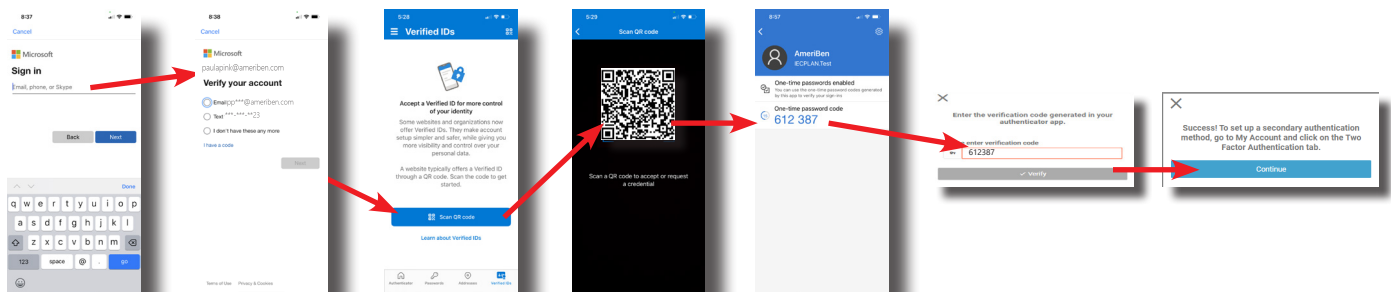 8:37
Cancel
Microsoft
Sign in
Email, phone, or Skype
Back
Next
Done
q w e r t y u i o p
a s d f g h j k l
z x c v b n m
123 space @ . go
8:38
Cancel
Microsoft
paulapink@ameriben.com
Verify your account
Email pp***@ameriben.com
Text ***-***-**23
I don't have these any more
I have a code
Next
Terms of Use Privacy & Cookies
5:28
Verified IDs
Accept a Verified ID for more control
of your identity
Some websites and organizations now
offer Verified IDs. They make account
setup simpler and safer, while giving you
more visibility and control over your
personal data.
A website typically offers a Verified ID
through a QR code. Scan the code to get
started.
Scan QR code
Learn about Verified IDs
Authenticator Passwords Addresses Verified IDs
5:29
Scan QR code
Scan a QR code to accept or request
a credential
8:57
AmeriBen
IECPLAN.Test
One-time passwords enabled
You can use the one-time password codes generated
by this app to verify your sign-ins
One-time password code
612 387
Enter the verification code generated in your
authenticator app.
enter verification code
612387
Verify
Success! To set up a secondary authentication
method, go to My Account and click on the Two
Factor Authentication tab.
Continue